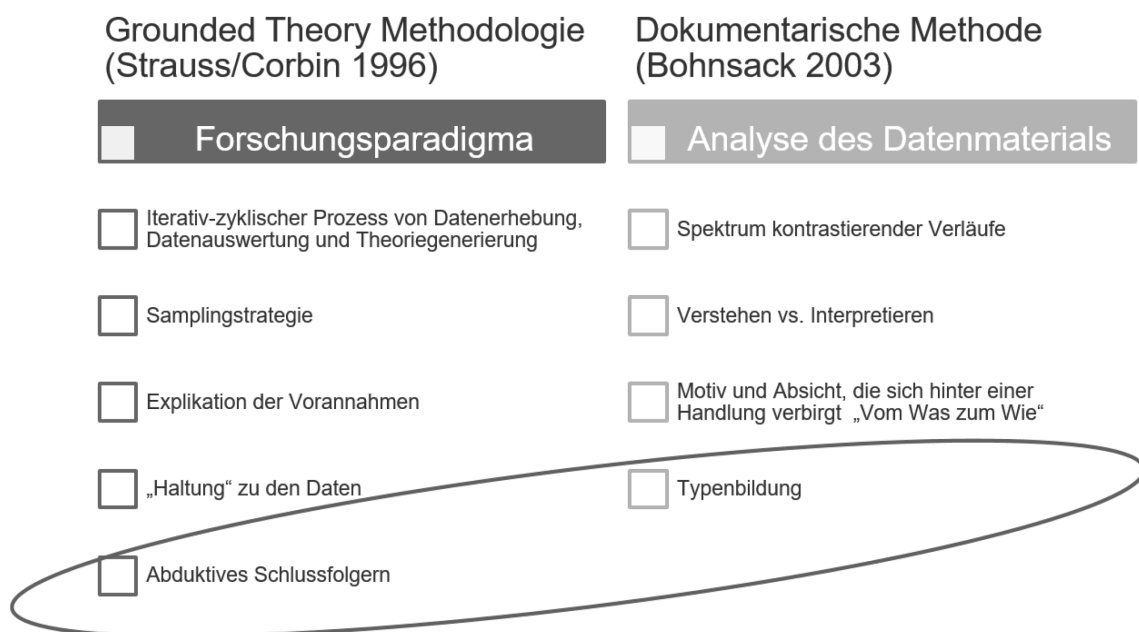 Grounded Theory Methodologie
(Strauss/Corbin 1996)
Forschungsparadigma
Iterativ-zyklischer Prozess von Datenerhebung,
Datenauswertung und Theoriegenerierung
Samplingstrategie
Explikation der Vorannahmen
„Haltung“ zu den Daten
Abduktives Schlussfolgern
Dokumentarische Methode
(Bohnsack 2003)
Analyse des Datenmaterials
Spektrum kontrastierender Verläufe
Verstehen vs. Interpretieren
Motiv und Absicht, die sich hinter einer
Handlung verbirgt „Vom Was zum Wie“
Typenbildung